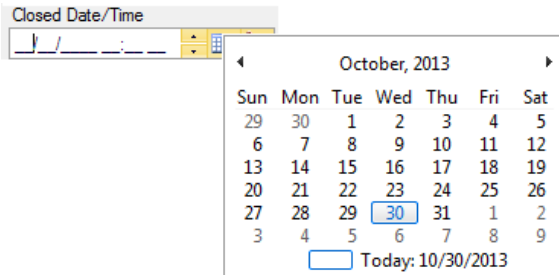 Closed Date/Time
__/__/____ __:__ __
October, 2013
Sun Mon Tue Wed Thu Fri Sat
29 30 1 2 3 4 5
6 7 8 9 10 11 12
13 14 15 16 17 18 19
20 21 22 23 24 25 26
27 28 29 30 31 1 2
3 4 5 6 7 8 9
Today: 10/30/2013